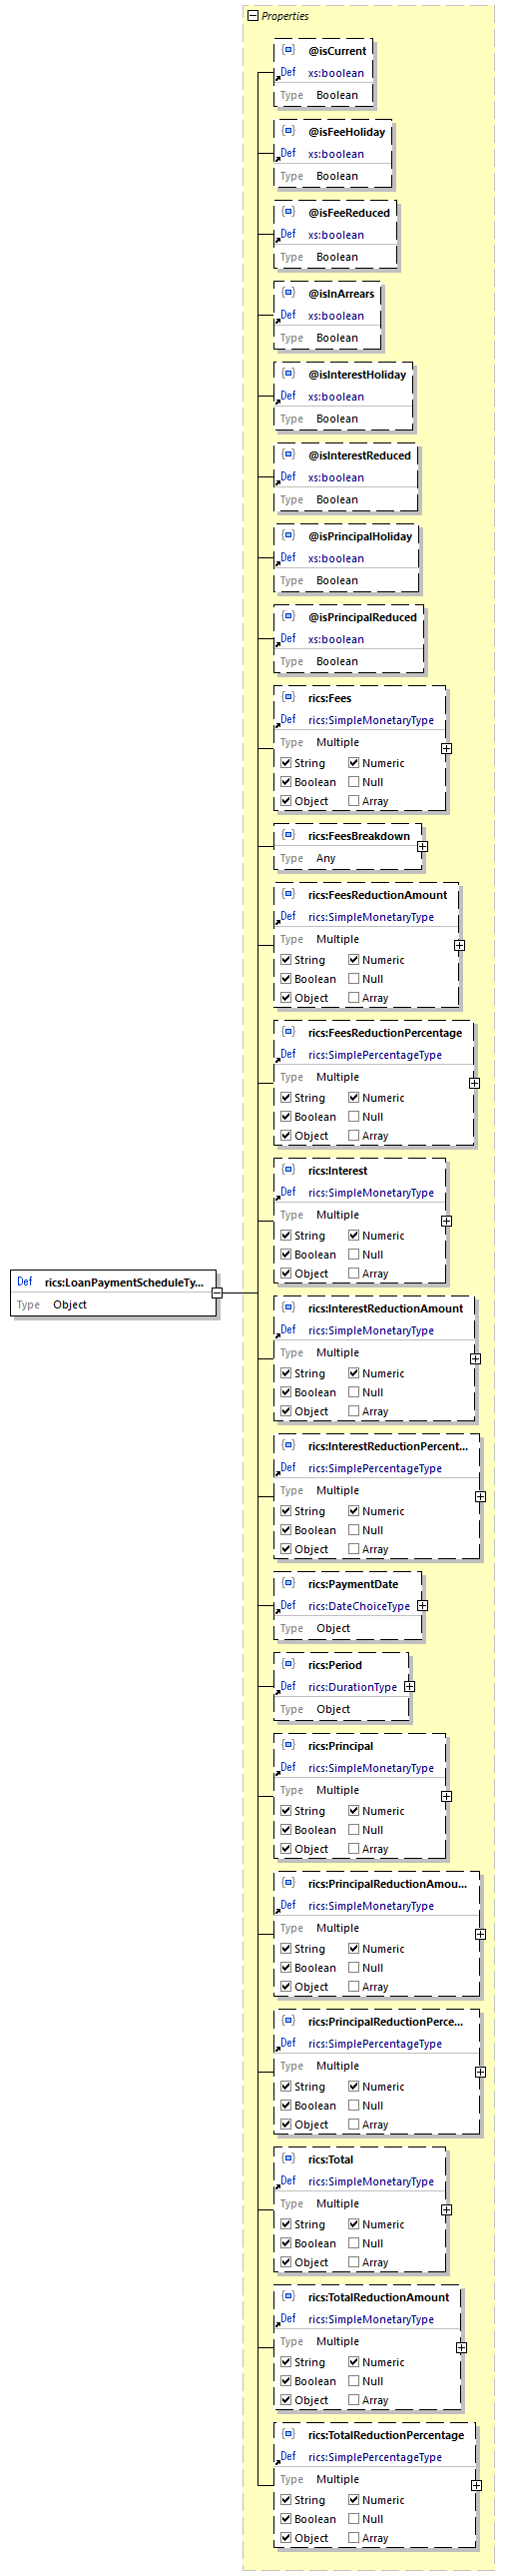 Properties
@isCurrent
Def xs:boolean
Type Boolean
@isFeeHoliday
Def xs:boolean
Type Boolean
@isFeeReduced
Def xs:boolean
Type Boolean
@isInArrears
Def xs:boolean
Type Boolean
@isInterestHoliday
Def xs:boolean
Type Boolean
@isInterestReduced
Def xs:boolean
Type Boolean
@isPrincipalHoliday
Def xs:boolean
Type Boolean
@isPrincipalReduced
Def xs:boolean
Type Boolean
rics:Fees
Def rics:SimpleMonetaryType
Type Multiple
String Numeric
Boolean Null
Object Array
rics:FeesBreakdown
Type Any
rics:FeesReductionAmount
Def rics:SimpleMonetaryType
Type Multiple
String Numeric
Boolean Null
Object Array
rics:FeesReductionPercentage
Def rics:SimplePercentageType
Type Multiple
String Numeric
Boolean Null
Object Array
rics:Interest
Def rics:SimpleMonetaryType
Type Multiple
String Numeric
Boolean Null
Object Array
Def rics:LoanPaymentScheduleTy...
Type Object
rics:InterestReductionAmount
Def rics:SimpleMonetaryType
Type Multiple
String Numeric
Boolean Null
Object Array
rics:InterestReductionPercent...
Def rics:SimplePercentageType
Type Multiple
String Numeric
Boolean Null
Object Array
rics:PaymentDate
Def rics:DateChoiceType
Type Object
rics:Period
Def rics:DurationType
Type Object
rics:Principal
Def rics:SimpleMonetaryType
Type Multiple
String Numeric
Boolean Null
Object Array
rics:PrincipalReductionAmou...
Def rics:SimpleMonetaryType
Type Multiple
String Numeric
Boolean Null
Object Array
rics:PrincipalReductionPerce...
Def rics:SimplePercentageType
Type Multiple
String Numeric
Boolean Null
Object Array
rics:Total
Def rics:SimpleMonetaryType
Type Multiple
String Numeric
Boolean Null
Object Array
rics:TotalReductionAmount
Def rics:SimpleMonetaryType
Type Multiple
String Numeric
Boolean Null
Object Array
rics:TotalReductionPercentage
Def rics:SimplePercentageType
Type Multiple
String Numeric
Boolean Null
Object Array